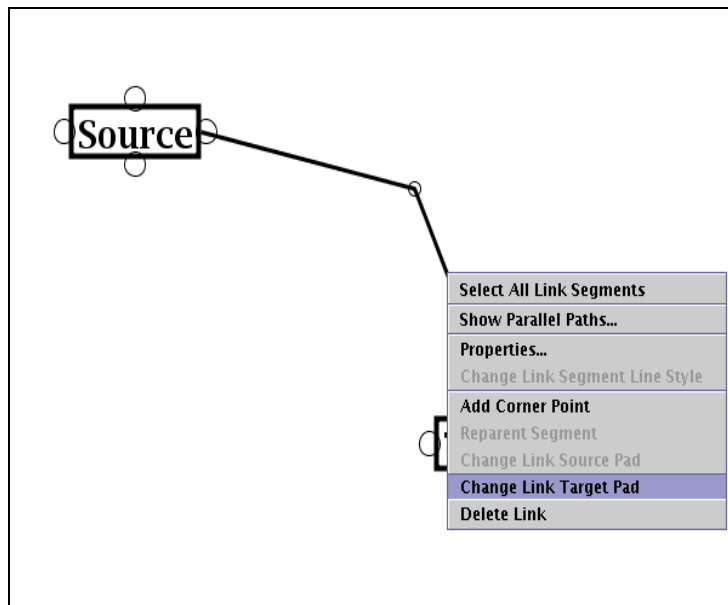 Source
Select All Link Segments
Show Parallel Paths...
Properties...
Change Link Segment Line Style
Add Corner Point
Reparent Segment
Change Link Source Pad
Change Link Target Pad
Delete Link